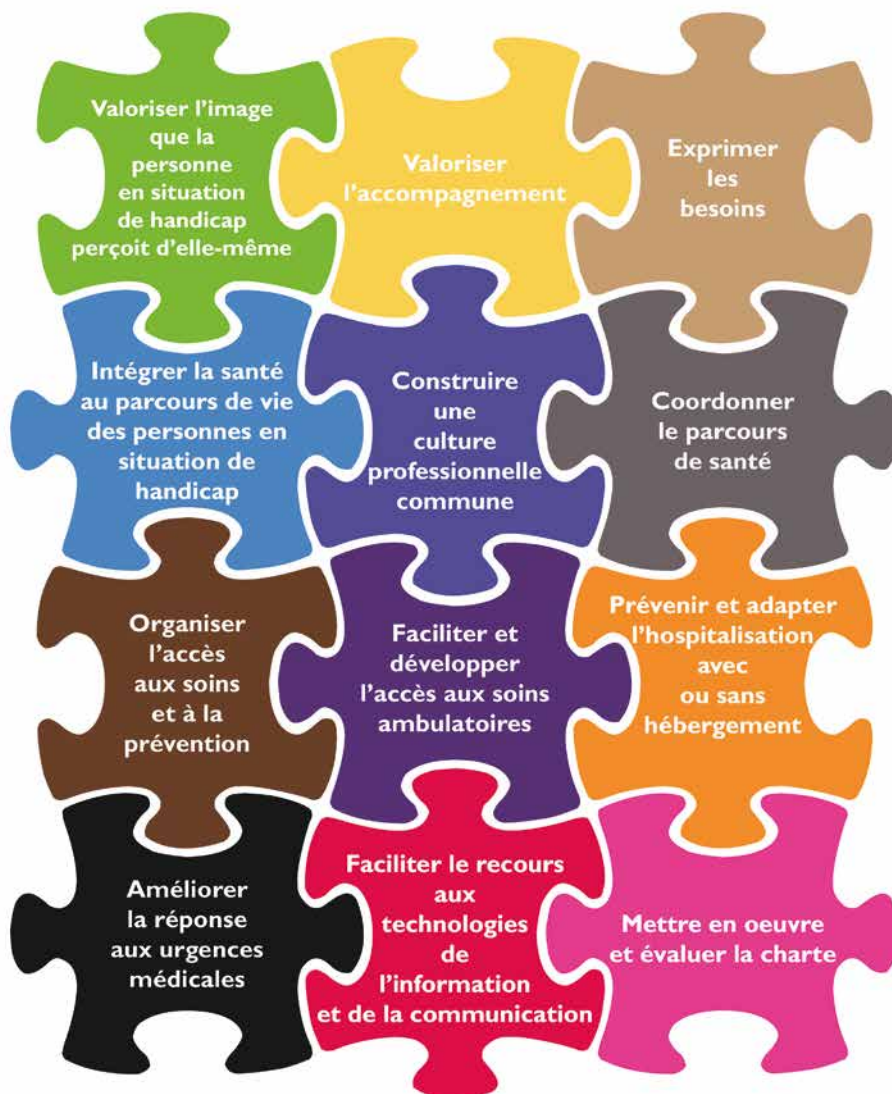 Valoriser l'image
que la
personne
en situation
de handicap
perçoit d'elle-même
Valoriser
l'accompagnement
Exprimer
les
besoins
Intégrer la santé
au parcours de vie
des personnes en
situation de
handicap
Construire
une
culture
professionnelle
commune
Coordonner
le parcours
de santé
Organiser
l'accès
aux soins
et à la
prévention
Faciliter et
développer
l'accès aux soins
ambulatoires
Prévenir et adapter
l'hospitalisation
avec
ou sans
hébergement
Améliorer
la réponse
aux urgences
médicales
Faciliter le recours
aux
technologies
de
l'information
et de la communication
Mettre en oeuvre
et évaluer la charte